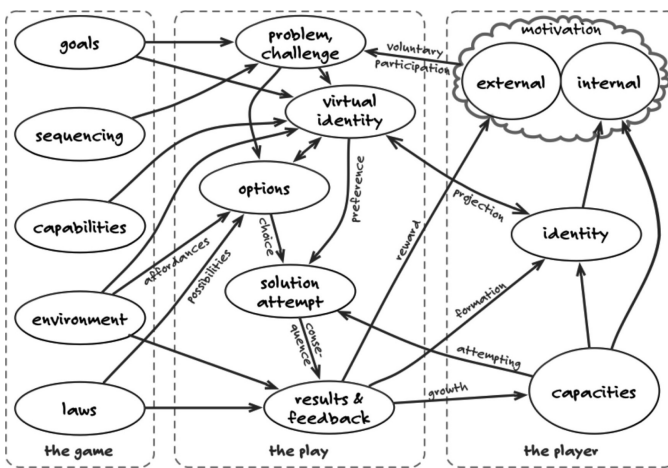 goals
sequencing
capabilities
environment
laws
the game
problem,
challenge
virtual
identity
options
solution
attempt
results &
feedback
preference
choice
affordances
possibilities
conse-
quence
the play
voluntary
participation
projection
reward
formation
attempting
growth
motivation
external
internal
identity
capacities
the player